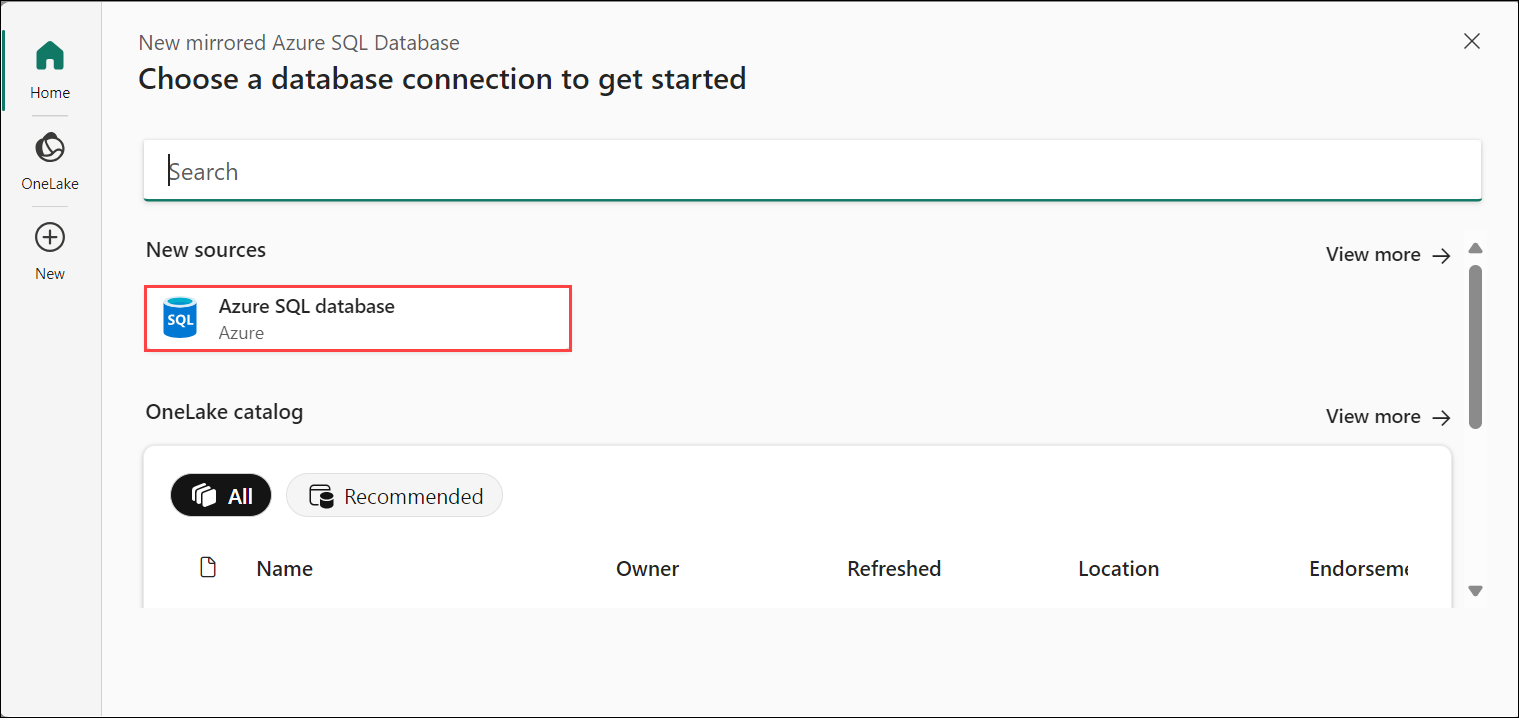 New mirrored Azure SQL Database
Choose a database connection to get started
Home
OneLake
New
Search
New sources
View more
SQL
Azure SQL database
Azure
OneLake catalog
View more
All
Recommended
Name Owner Refreshed Location Endorseme